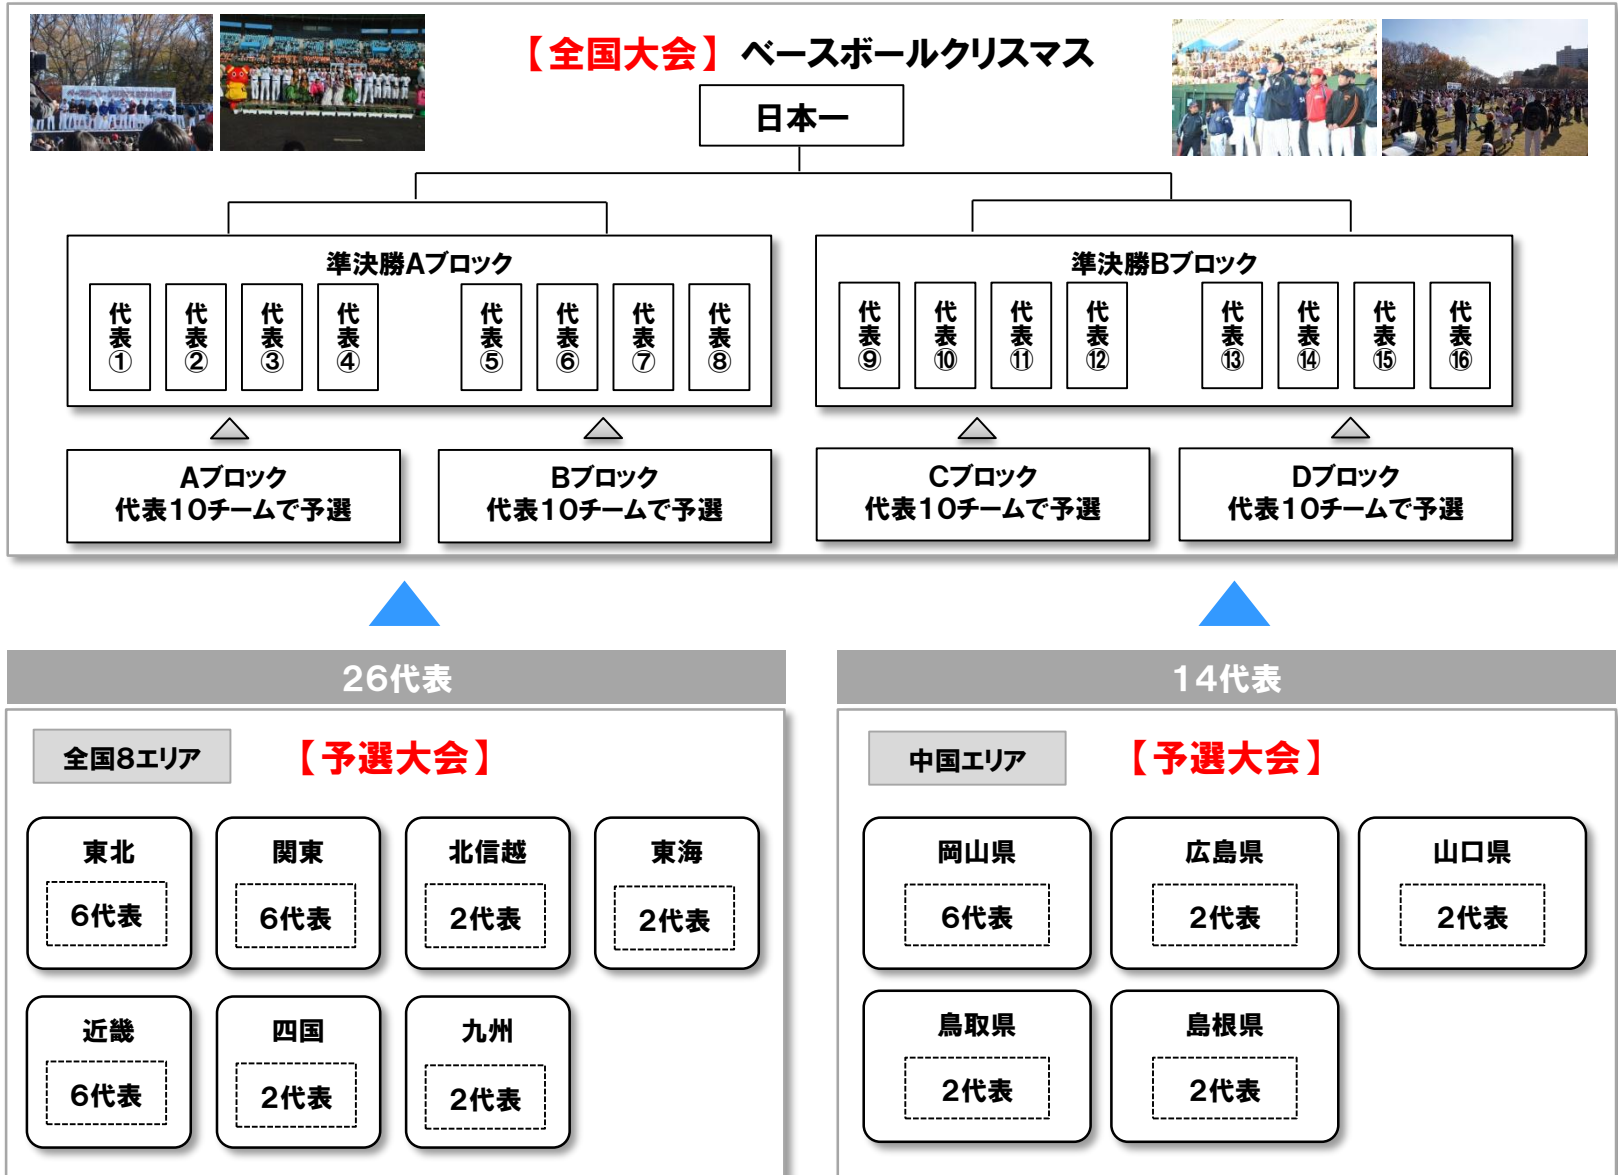 【全国大会】ベースボールクリスマス
日本一
準決勝Aブロック
代表①
代表②
代表③
代表④
代表⑤
代表⑥
代表⑦
代表⑧
準決勝Bブロック
代表⑨
代表⑩
代表⑪
代表⑫
代表⑬
代表⑭
代表⑮
代表⑯
Aブロック
代表10チームで予選
Bブロック
代表10チームで予選
Cブロック
代表10チームで予選
Dブロック
代表10チームで予選
26代表
全国8エリア
【予選大会】
東北
6代表
関東
6代表
北信越
2代表
東海
2代表
近畿
6代表
四国
2代表
九州
2代表
14代表
中国エリア
【予選大会】
岡山県
6代表
広島県
2代表
山口県
2代表
鳥取県
2代表
島根県
2代表